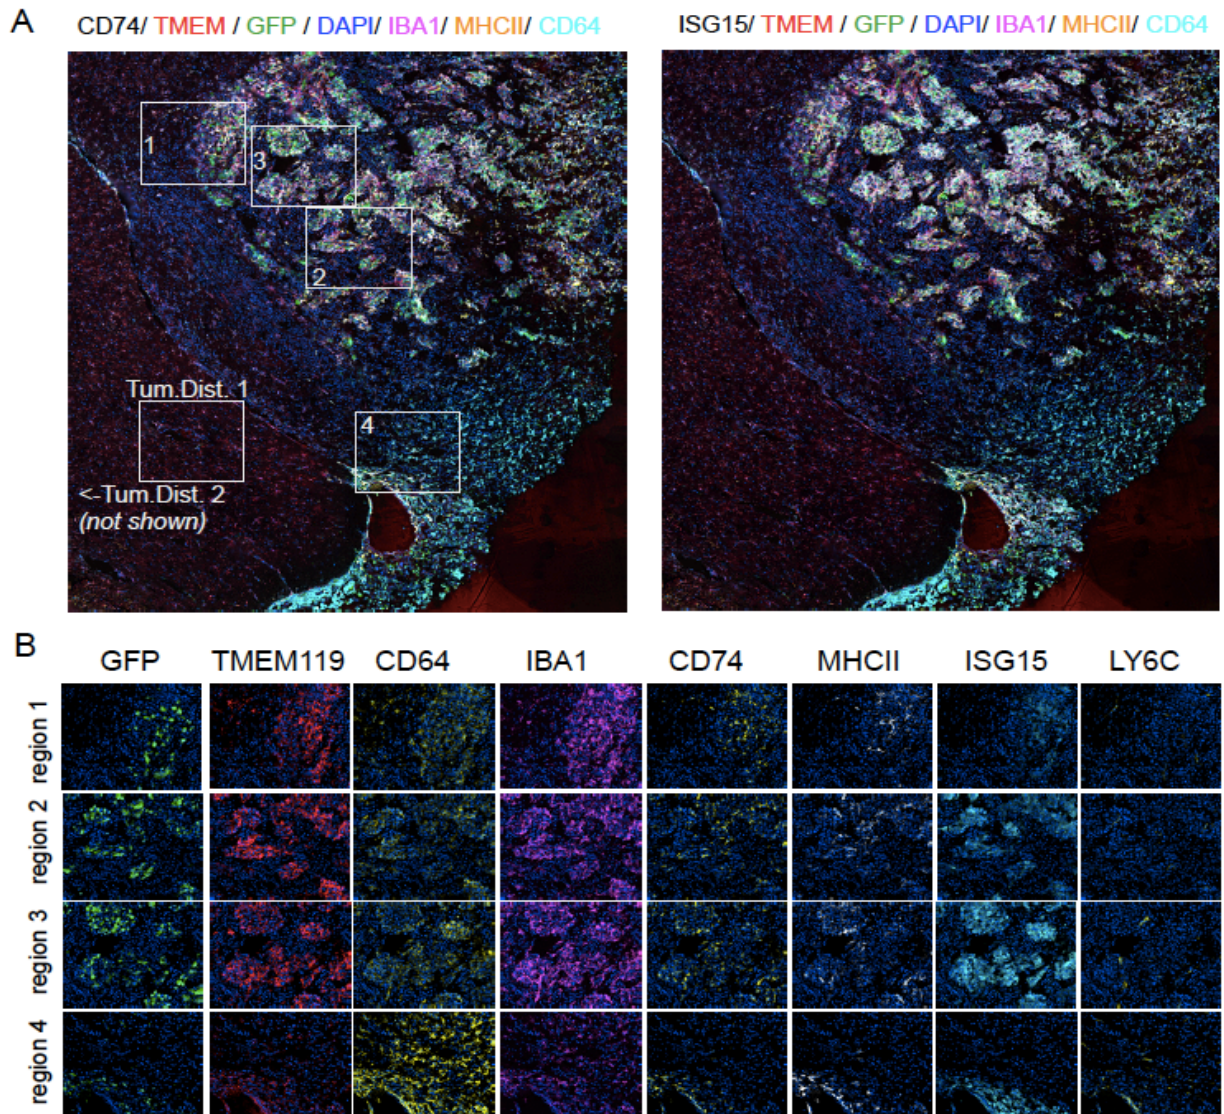 A
CD74/ TMEM / GFP / DAPI/ IBA1/ MHCII/ CD64
ISG15/ TMEM / GFP / DAPI/ IBA1/ MHCII/ CD64
1
3
2
Tum.Dist. 1
4
<-Tum.Dist. 2
(not shown)
B
GFP TMEM119 CD64 IBA1 CD74 MHCII ISG15 LY6C
region 1
region 2
region 3
region 4